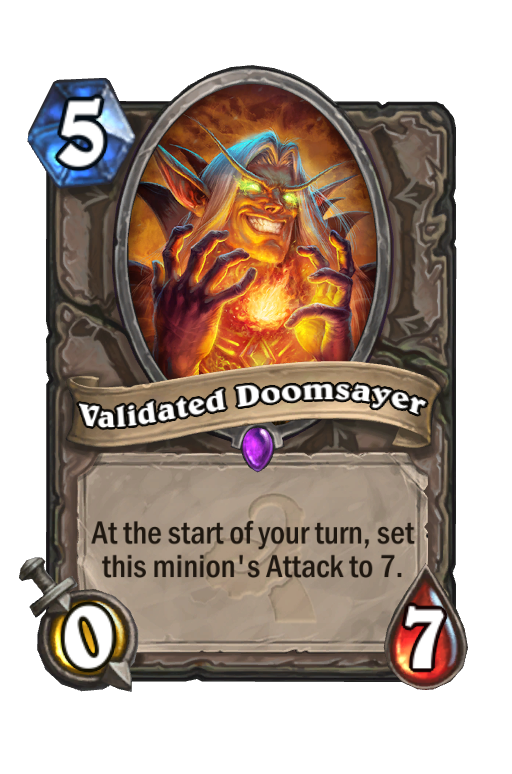 5
Validated Doomsayer
At the start of your turn, set
this minion's Attack to 7.
0
7